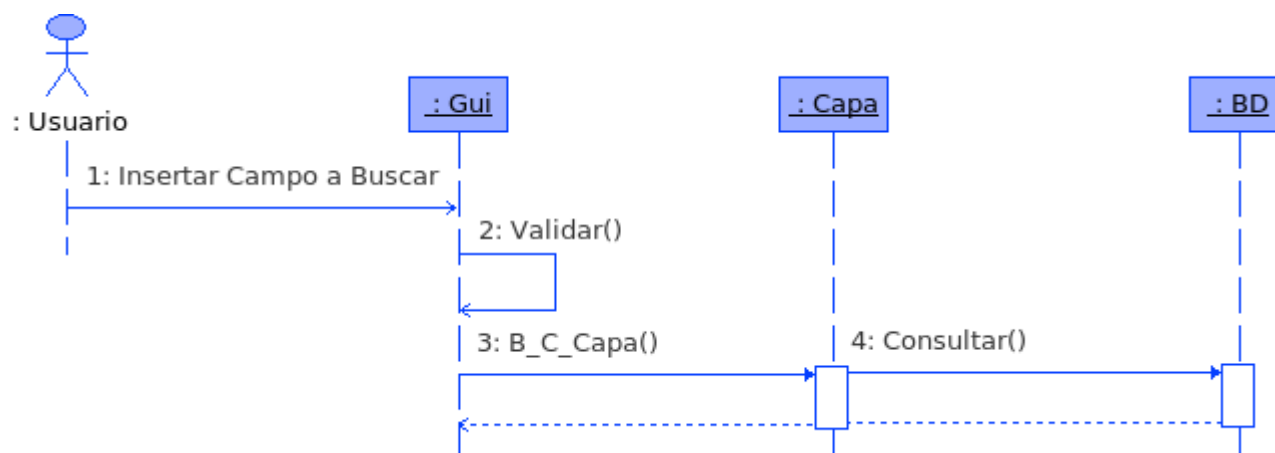 : Usuario
: Gui
: Capa
: BD
1: Insertar Campo a Buscar
2: Validar()
3: B_C_Capa()
4: Consultar()